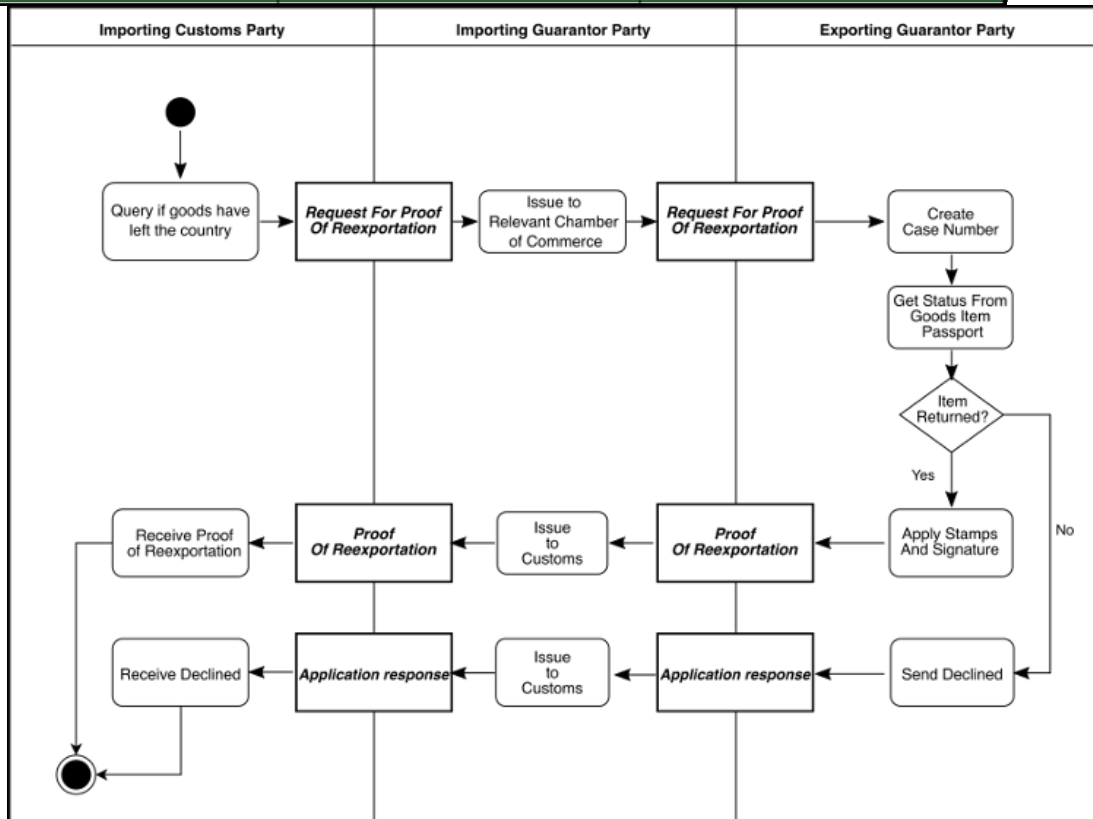 Importing Customs Party
Importing Guarantor Party
Exporting Guarantor Party
Query if goods have
left the country
Request For Proof
Of Reexportation
Issue to
Relevant Chamber
of Commerce
Request For Proof
Of Reexportation
Create
Case Number
Get Status From
Goods Item
Passport
Item
Returned?
Yes
No
Receive Proof
of Reexportation
Proof
Of Reexportation
Issue
to
Customs
Proof
Of Reexportation
Apply Stamps
And Signature
Receive Declined
Application response
Issue
to
Customs
Application response
Send Declined